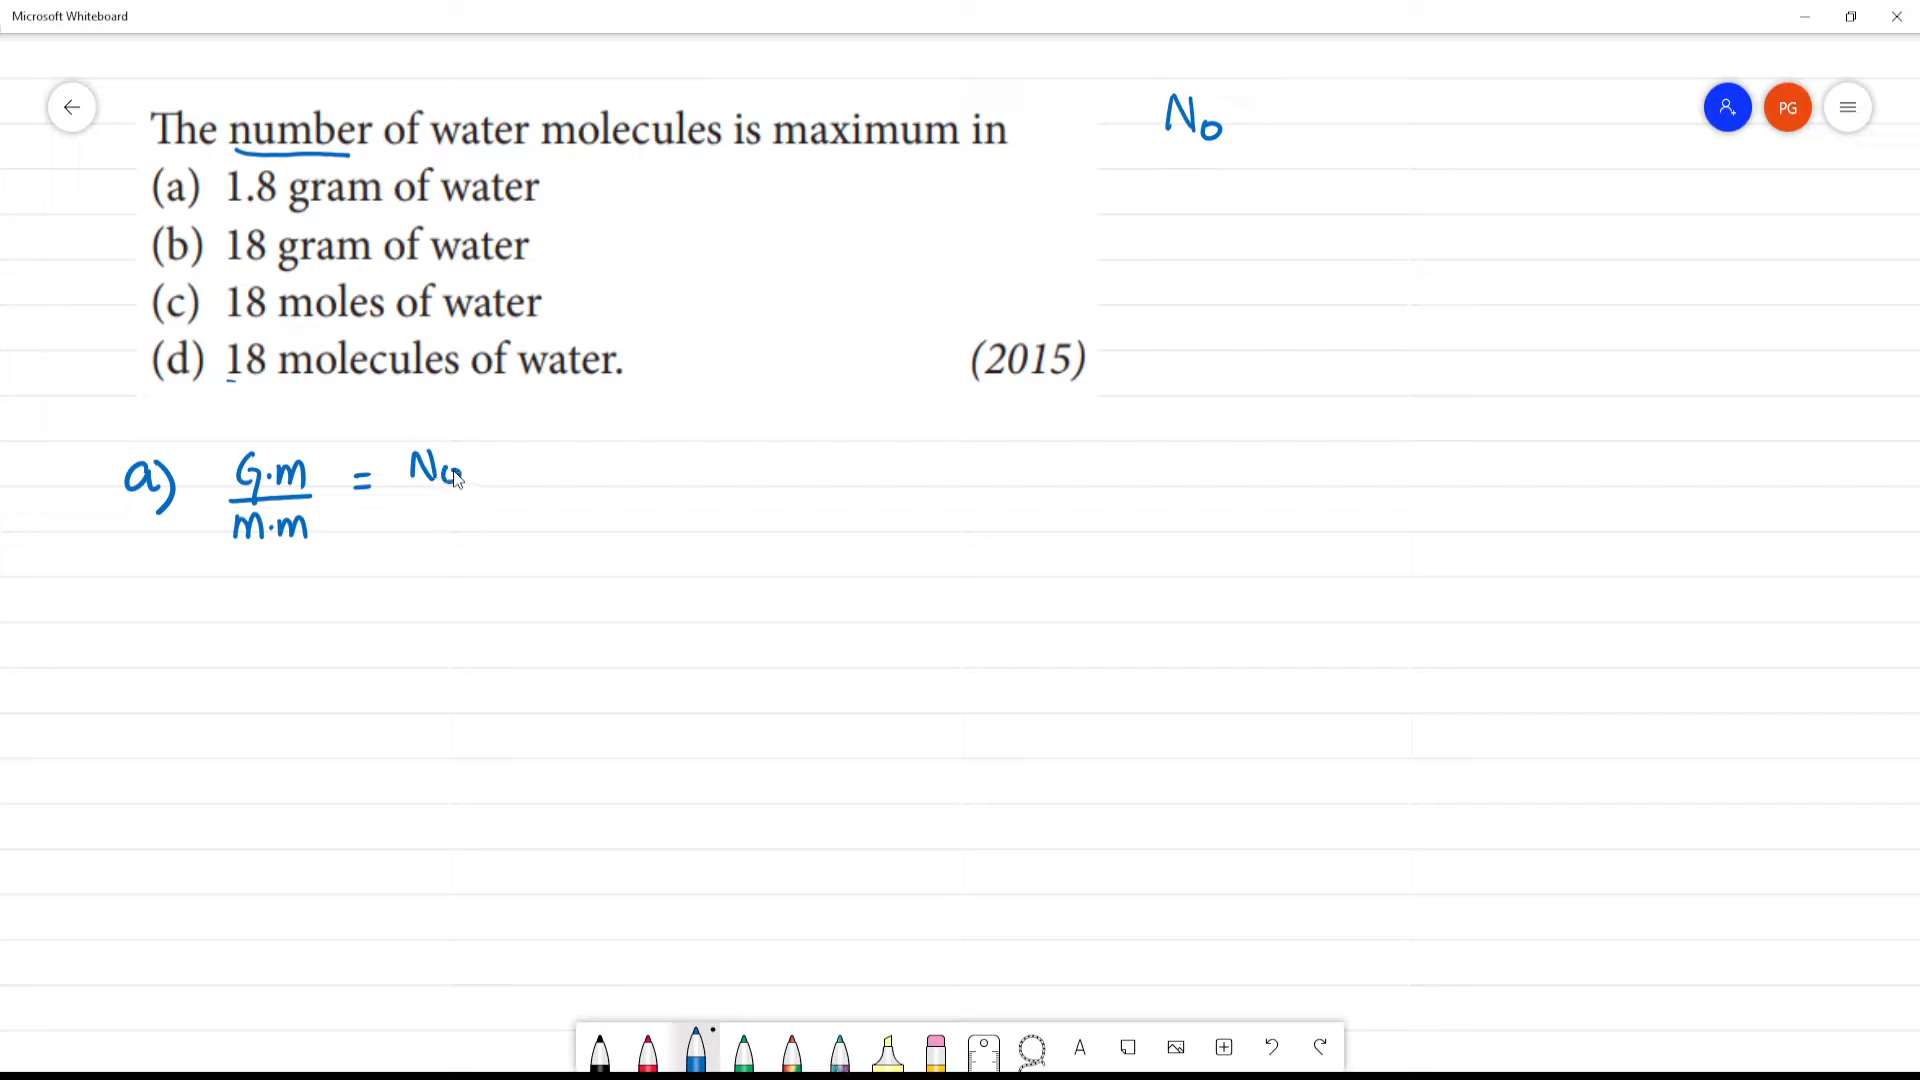 Microsoft Whiteboard
The number of water molecules is maximum in
(a) 1.8 gram of water
(b) 18 gram of water
(c) 18 moles of water
(d) 18 molecules of water. (2015)
No
PG
a) G.m = No
m.m
A